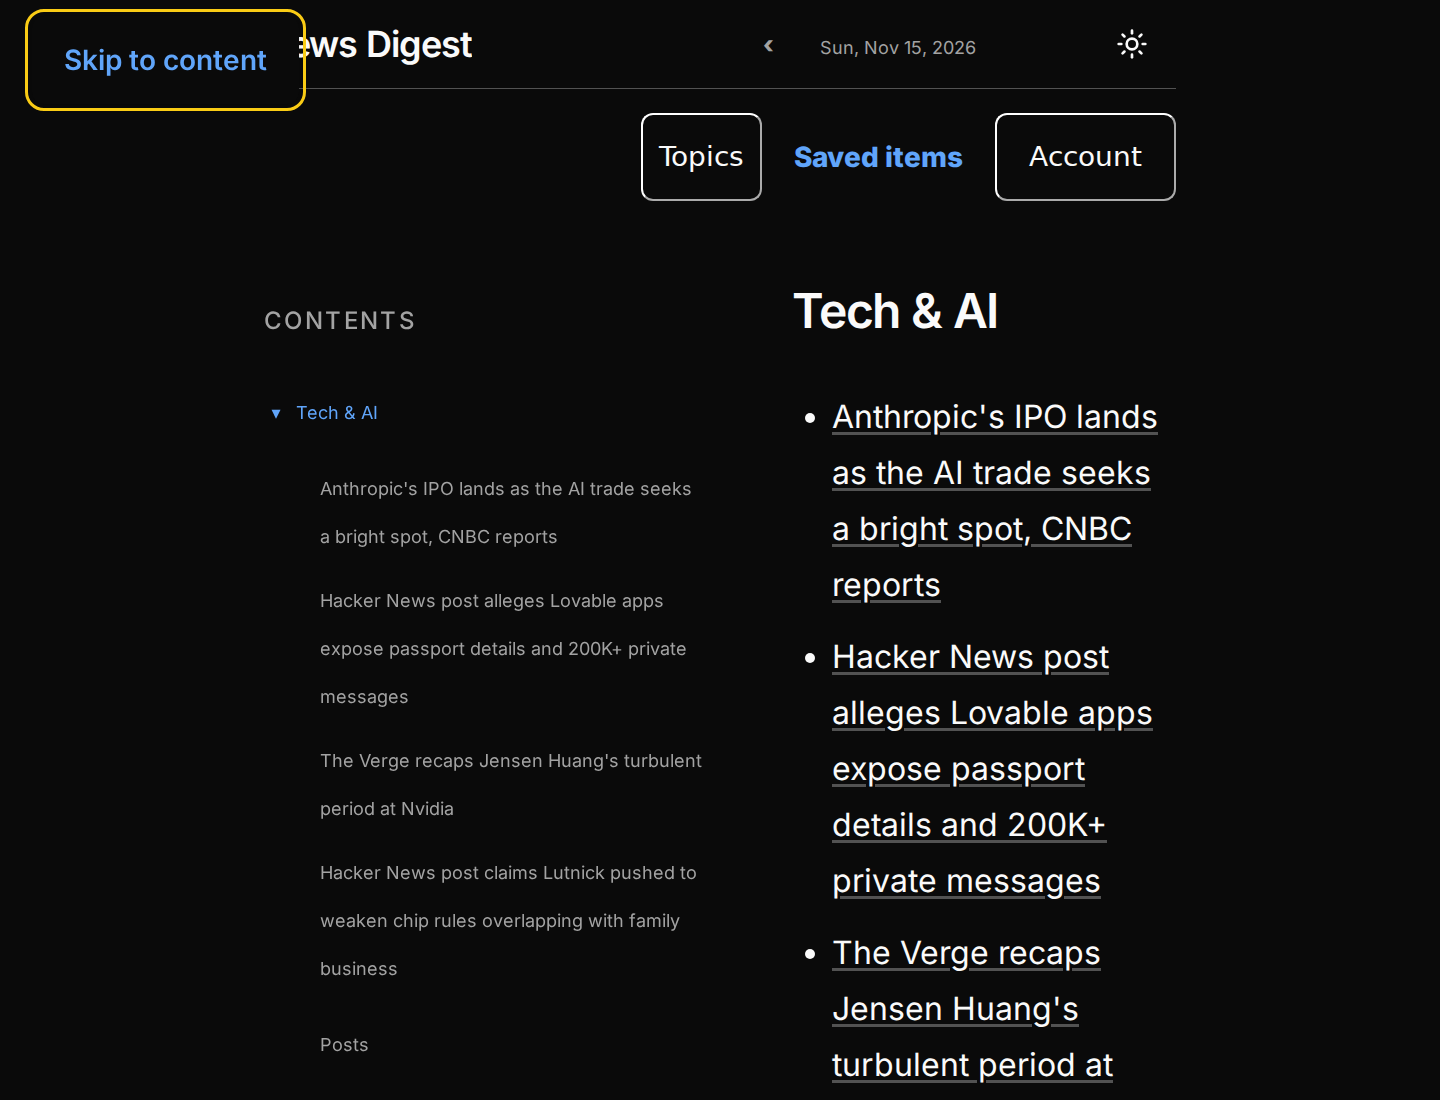 Skip to content
ews Digest
‹
Sun, Nov 15, 2026
Topics
Saved items
Account
CONTENTS
▼ Tech & AI
Anthropic's IPO lands as the AI trade seeks
a bright spot, CNBC reports
Hacker News post alleges Lovable apps
expose passport details and 200K+ private
messages
The Verge recaps Jensen Huang's turbulent
period at Nvidia
Hacker News post claims Lutnick pushed to
weaken chip rules overlapping with family
business
Posts
Tech & AI
• Anthropic's IPO lands
as the AI trade seeks
a bright spot, CNBC
reports
• Hacker News post
alleges Lovable apps
expose passport
details and 200K+
private messages
• The Verge recaps
Jensen Huang's
turbulent period at